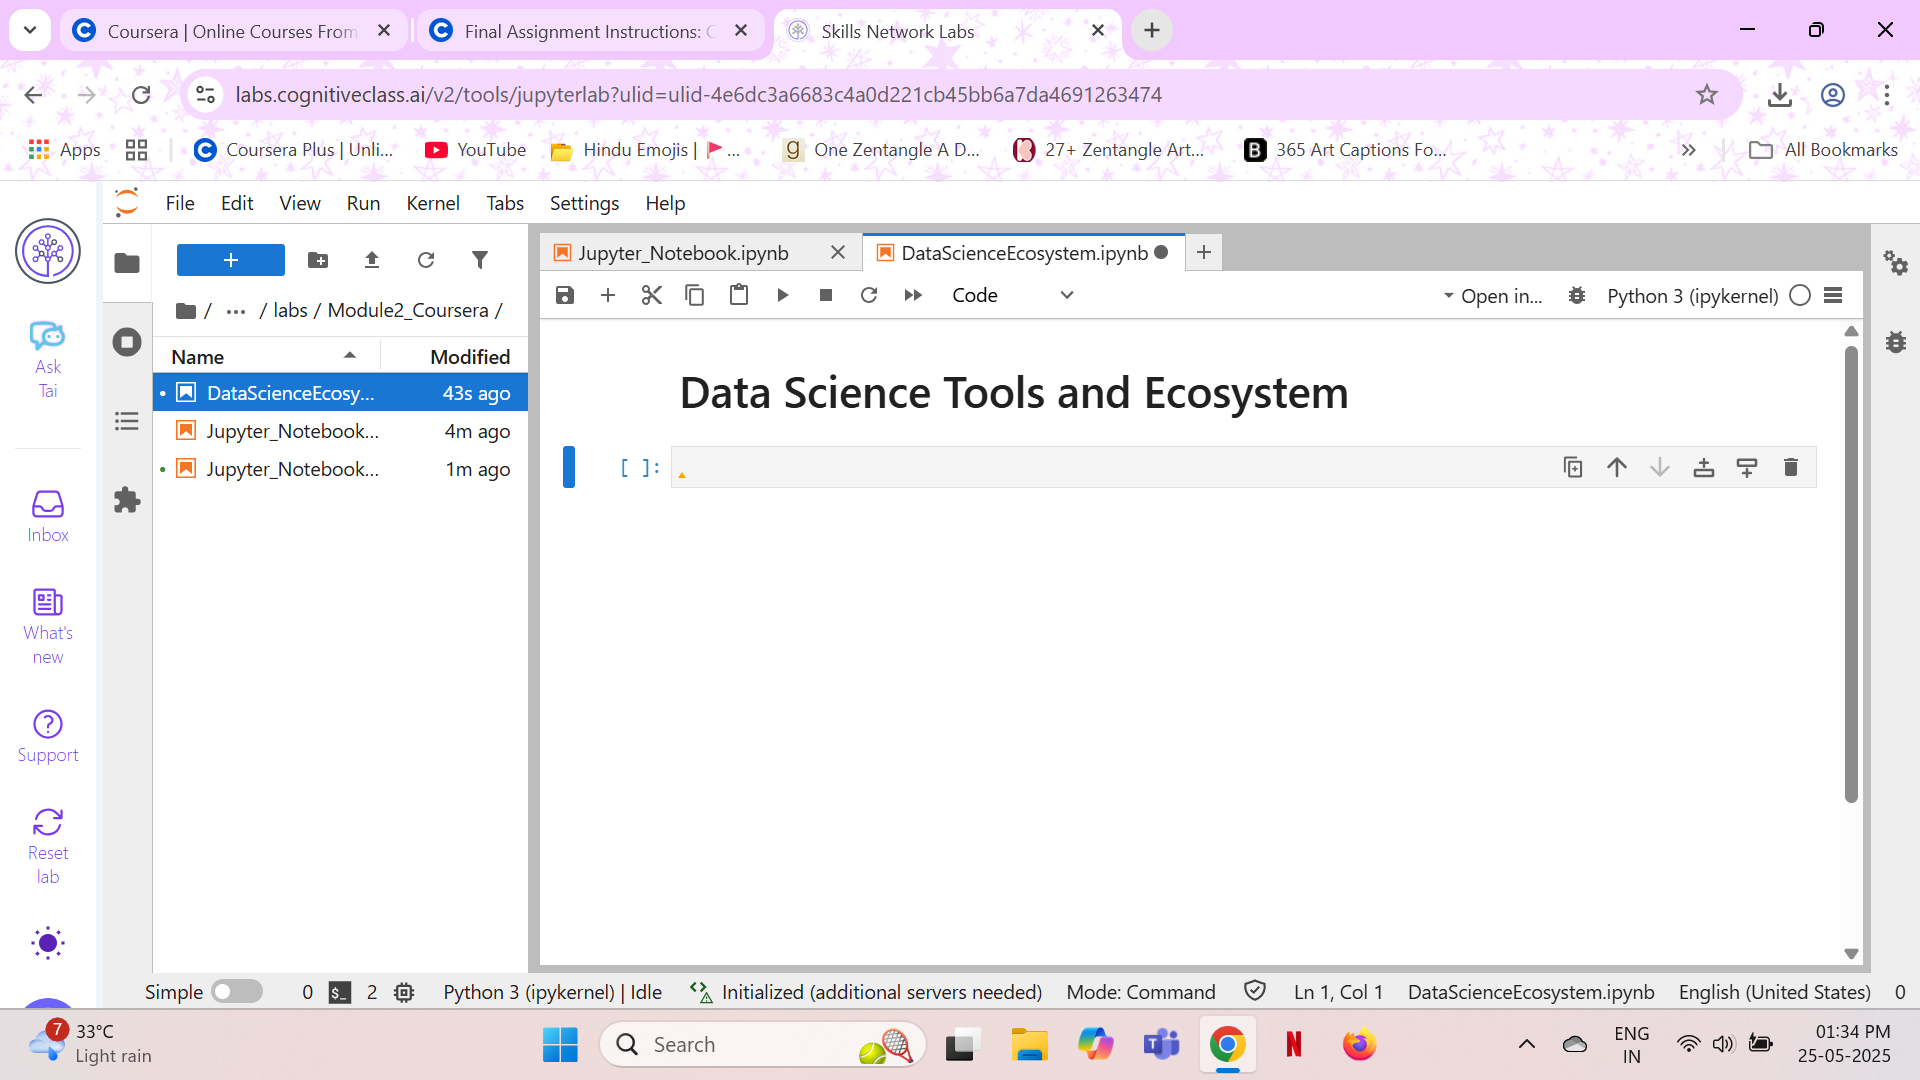 Coursera | Online Courses From
Final Assignment Instructions: C
Skills Network Labs
labs.cognitiveclass.ai/v2/tools/jupyterlab?ulid=ulid-4e6dc3a6683c4a0d221cb45bb6a7da4691263474
Apps
Coursera Plus | Unli...
YouTube
Hindu Emojis | 🚩 ...
g One Zentangle A D...
27+ Zentangle Art...
B 365 Art Captions Fo...
All Bookmarks
File Edit View Run Kernel Tabs Settings Help
Ask
Tai
Inbox
What's
new
Support
Reset
lab
/ ... / labs / Module2_Coursera /
Name Modified
DataScienceEcosy... 43s ago
Jupyter_Notebook... 4m ago
Jupyter_Notebook... 1m ago
Jupyter_Notebook.ipynb
DataScienceEcosystem.ipynb
Code
Open in...
Python 3 (ipykernel)
Data Science Tools and Ecosystem
[ ]:
Simple 0 $_ 2 Python 3 (ipykernel) | Idle Initialized (additional servers needed) Mode: Command Ln 1, Col 1 DataScienceEcosystem.ipynb English (United States) 0
7
33°C
Light rain
Search
ENG
IN
01:34 PM
25-05-2025